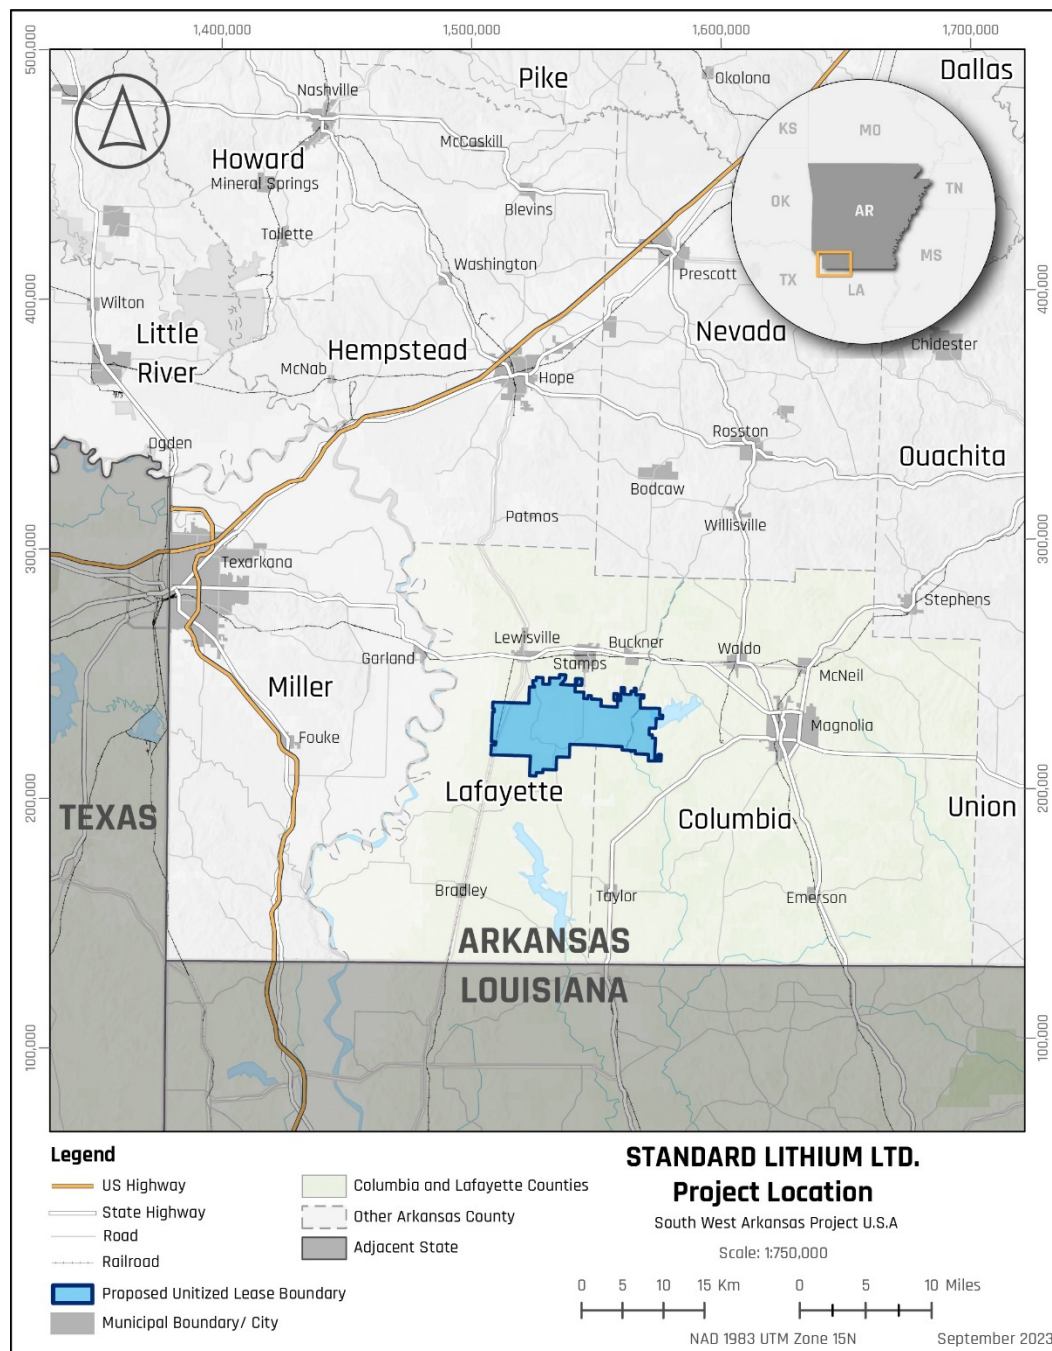 1,400,000
1,500,000
1,600,000
1,700,000
500,000
400,000
300,000
200,000
100,000
400,000
300,000
200,000
100,000
Pike
Okolona
Dallas
Nashville
McCaskill
Howard
Mineral Springs
Blevins
Tollette
Washington
Prescott
KS
MO
OK
AR
TN
MS
TX
LA
Wilton
Little
River
Hempstead
McNab
Hope
Nevada
Chidester
Ogden
Rosston
Ouachita
Bodcaw
Patmos
Willisville
Texarkana
Stephens
Lewisville
Buckner
Waldo
Garland
Stamps
McNeil
Miller
Magnolia
Fouke
Lafayette
TEXAS
Columbia
Union
Bradley
Taylor
Emerson
ARKANSAS
LOUISIANA
Legend
US Highway
State Highway
Road
Railroad
Proposed Unitized Lease Boundary
Municipal Boundary/ City
Columbia and Lafayette Counties
Other Arkansas County
Adjacent State
STANDARD LITHIUM LTD.
Project Location
South West Arkansas Project U.S.A
Scale: 1:750,000
0 5 10 15 Km
0 5 10 Miles
NAD 1983 UTM Zone 15N
September 2023